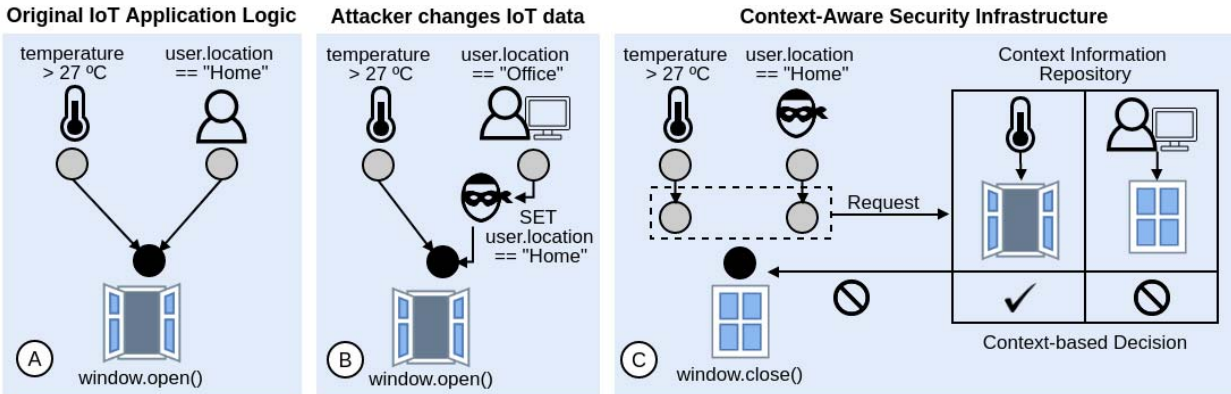 Original IoT Application Logic
temperature
> 27 ºC
user.location
== "Home"
A
window.open()
Attacker changes IoT data
temperature
> 27 ºC
user.location
== "Office"
SET
user.location
== "Home"
B
window.open()
Context-Aware Security Infrastructure
temperature
> 27 ºC
user.location
== "Home"
Request
Context Information
Repository
C
window.close()
Context-based Decision